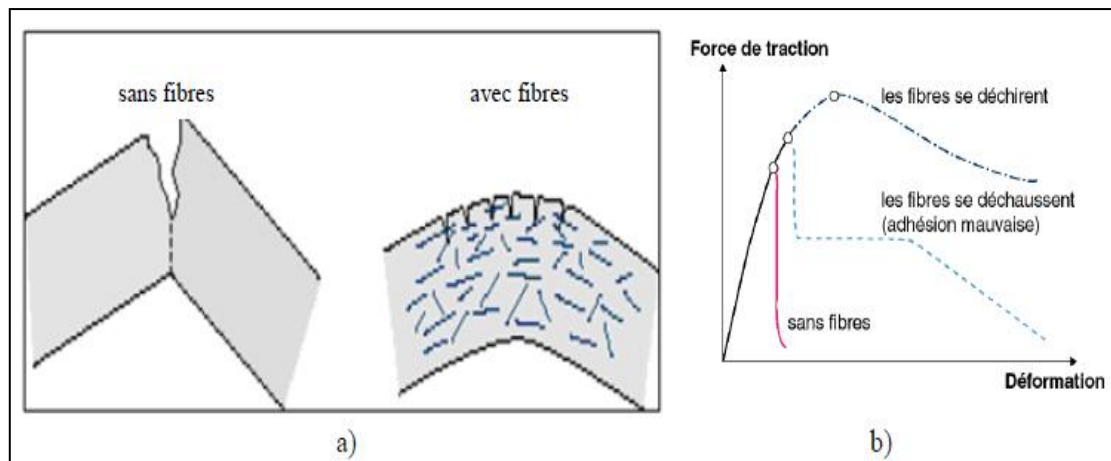 sans fibres
avec fibres
a)
Force de traction
les fibres se déchirent
les fibres se déchaussent
(adhésion mauvaise)
sans fibres
Déformation
b)